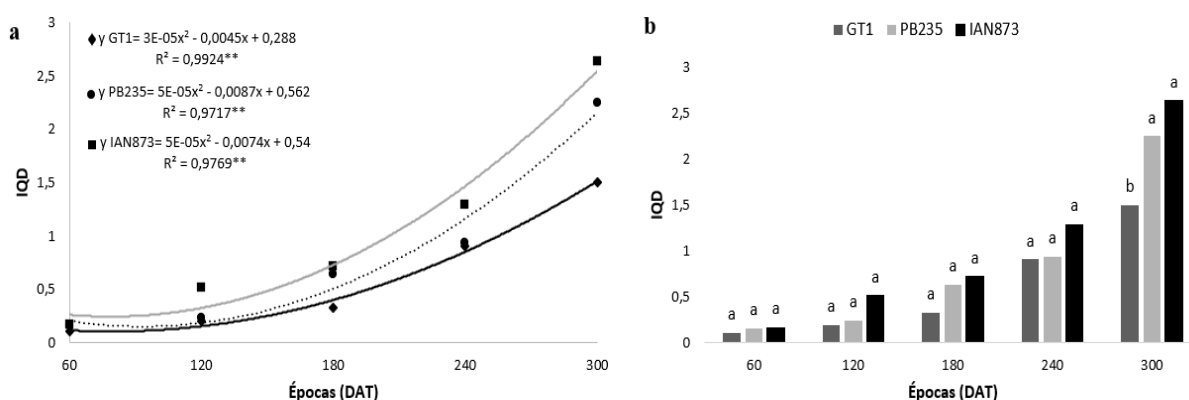 a
y GT1= 3E-05x² - 0,0045x + 0,288
R² = 0,9924**
y PB235= 5E-05x² - 0,0087x + 0,562
R² = 0,9717**
y IAN873= 5E-05x² - 0,0074x + 0,54
R² = 0,9769**
IQD
3
2,5
2
1,5
1
0,5
0
60 120 180 240 300
Épocas (DAT)
b
GT1 PB235 IAN873
IQD
3
2,5
2
1,5
1
0,5
0
a a a a a a a a a a a a b a a
60 120 180 240 300
Épocas (DAT)